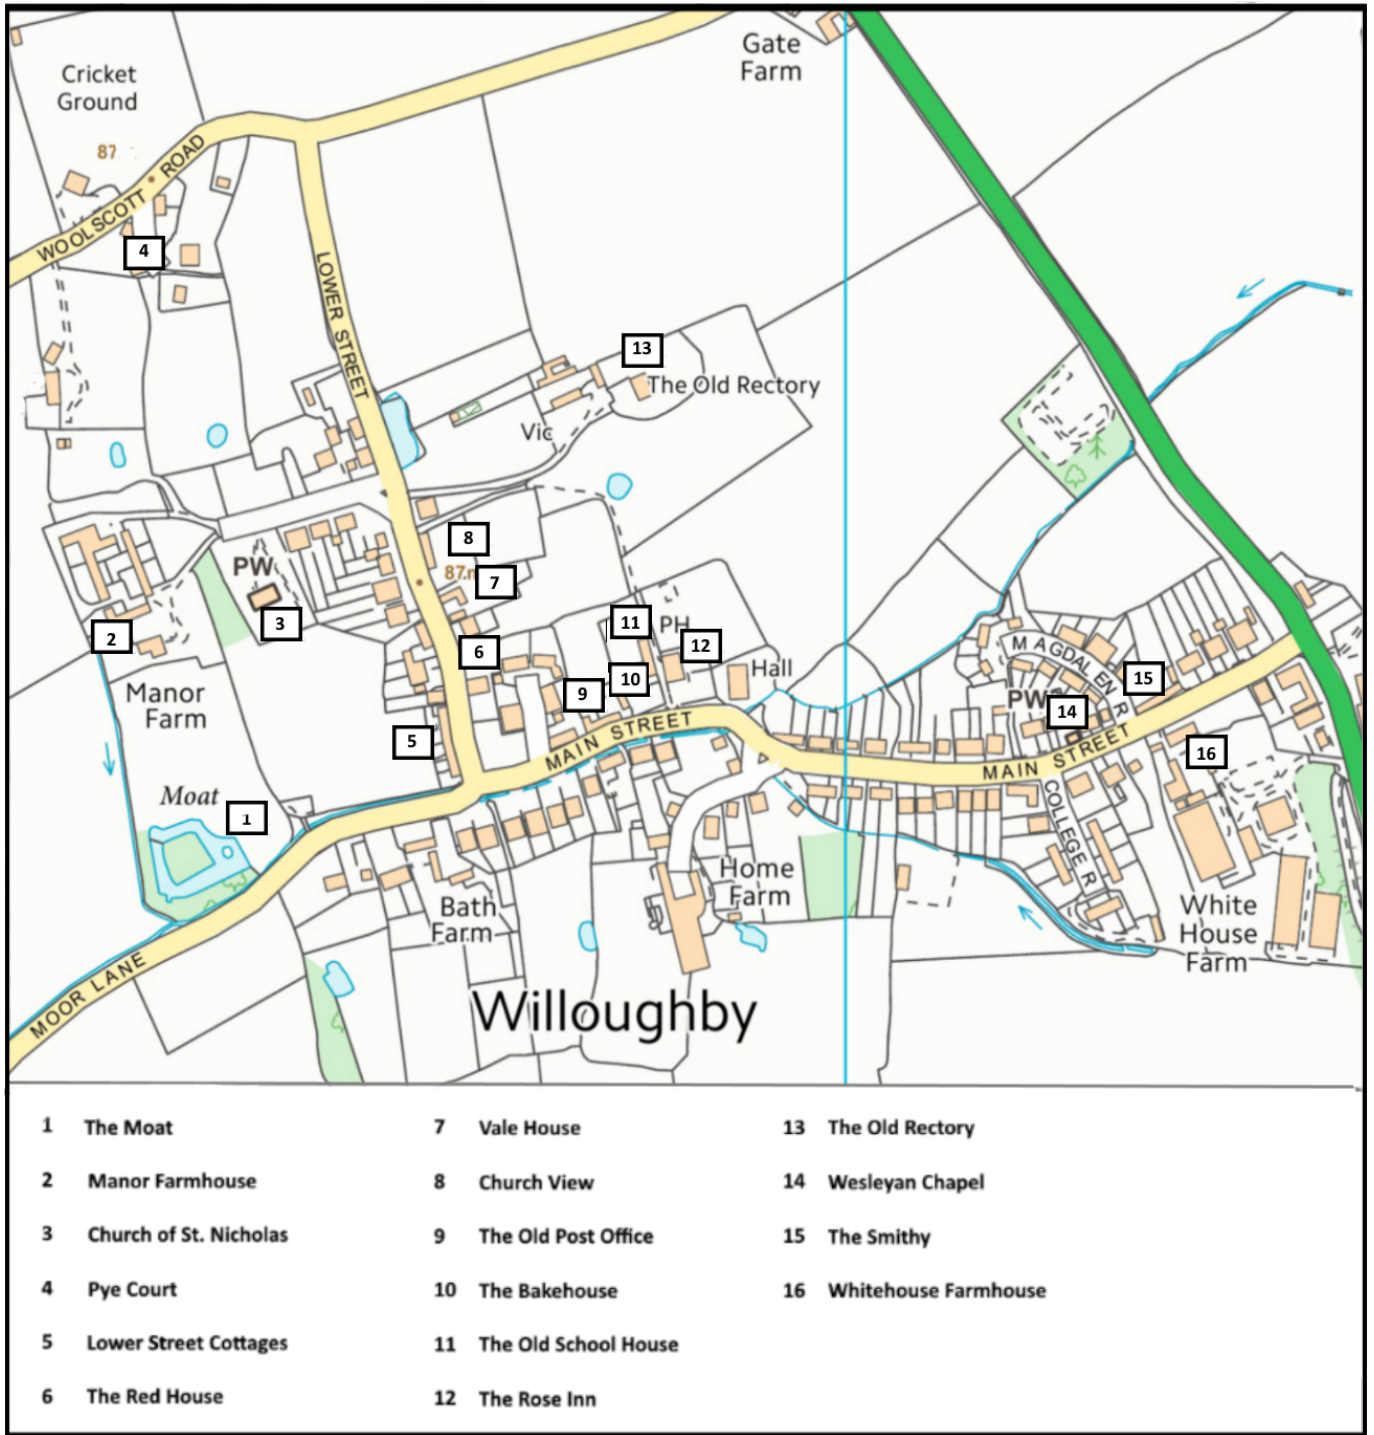 Gate
Farm
Cricket
Ground
87
WOOLSCOTT ROAD
4
LOWER STREET
13
The Old Rectory
Vic
8
87.m
7
PW
3
2
11
PH
12
6
10
9
Hall
MAGDALEN R
15
PW
14
16
Manor
Farm
5
MAIN STREET
MAIN STREET
COLLEGE R
Moat
1
Home
Farm
Bath
Farm
White
House
Farm
MOOR LANE
Willoughby
1 The Moat
2 Manor Farmhouse
3 Church of St. Nicholas
4 Pye Court
5 Lower Street Cottages
6 The Red House
7 Vale House
8 Church View
9 The Old Post Office
10 The Bakehouse
11 The Old School House
12 The Rose Inn
13 The Old Rectory
14 Wesleyan Chapel
15 The Smithy
16 Whitehouse Farmhouse